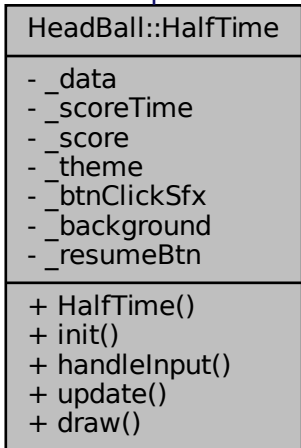 HeadBall::HalfTime
- _data
- _scoreTime
- _score
- _theme
- _btnClickSfx
- _background
- _resumeBtn
+ HalfTime()
+ init()
+ handleInput()
+ update()
+ draw()